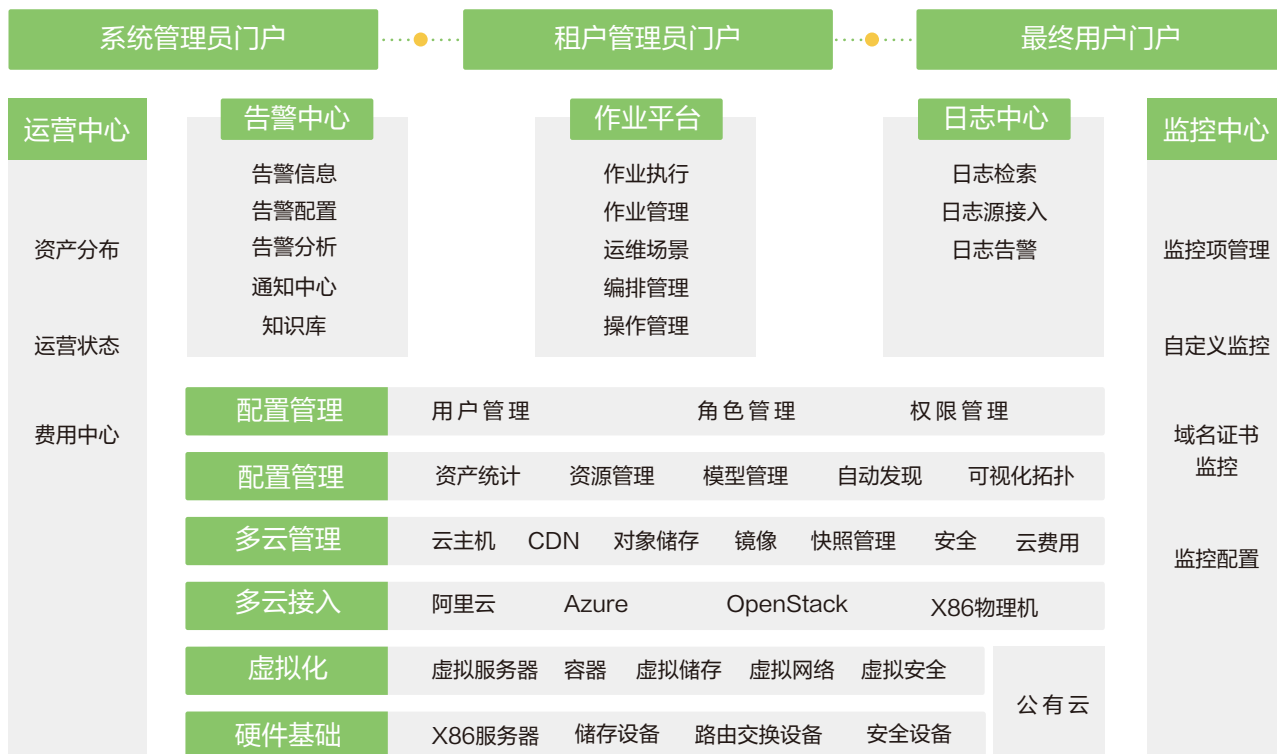 系统管理员门户
租户管理员门户
最终用户门户
运营中心
资产分布
运营状态
费用中心
告警中心
告警信息
告警配置
告警分析
通知中心
知识库
作业平台
作业执行
作业管理
运维场景
编排管理
操作管理
日志中心
日志检索
日志源接入
日志告警
监控中心
监控项管理
自定义监控
域名证书
监控
监控配置
配置管理 用户管理 角色管理 权限管理
配置管理 资产统计 资源管理 模型管理 自动发现 可视化拓扑
多云管理 云主机 CDN 对象储存 镜像 快照管理 安全 云费用
多云接入 阿里云 Azure OpenStack X86物理机
虚拟化 虚拟服务器 容器 虚拟储存 虚拟网络 虚拟安全
硬件基础 X86服务器 储存设备 路由交换设备 安全设备
公有云